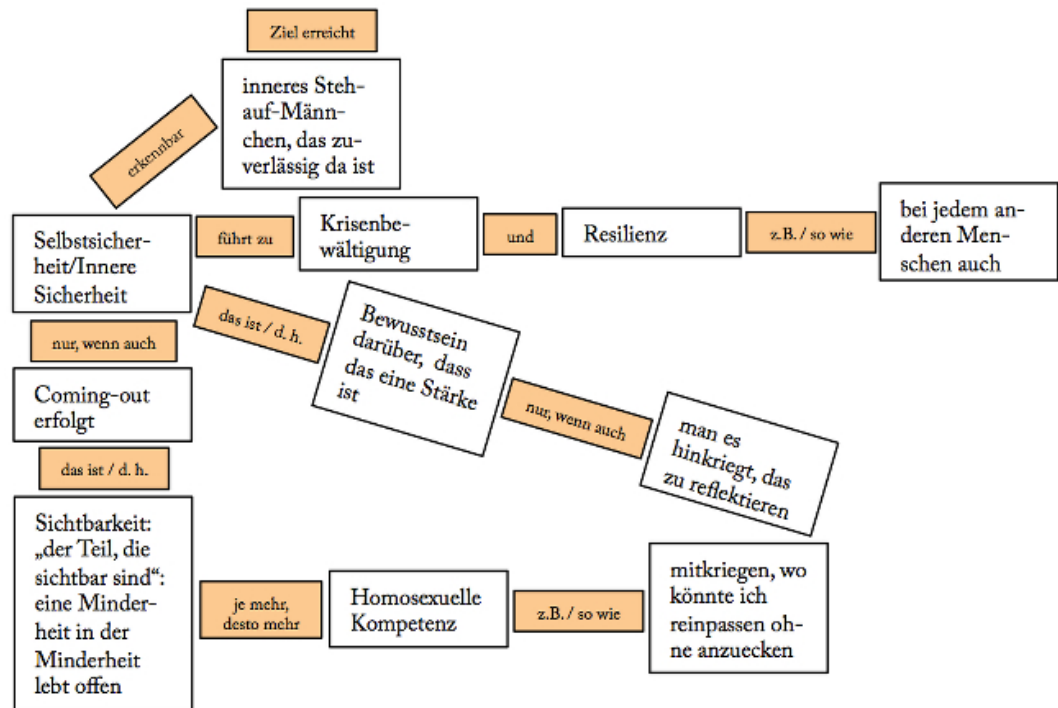 Ziel erreicht
inneres Steh-
auf-Männ-
chen, das zu-
verlässig da ist
erkennbar
Selbstsicher-
heit/Innere
Sicherheit
führt zu
Krisenbe-
wältigung
und
Resilienz
z.B. / so wie
bei jedem an-
deren Men-
schen auch
das ist / d. h.
Bewusstsein
darüber, dass
das eine Stärke
ist
nur, wenn auch
man es
hinkriegt, das
zu reflektieren
nur, wenn auch
Coming-out
erfolgt
das ist / d. h.
Sichtbarkeit:
„der Teil, die
sichtbar sind“:
eine Minder-
heit in der
Minderheit
lebt offen
je mehr,
desto mehr
Homosexuelle
Kompetenz
z.B. / so wie
mitkriegen, wo
könnte ich
reinpassen oh-
ne anzuecken